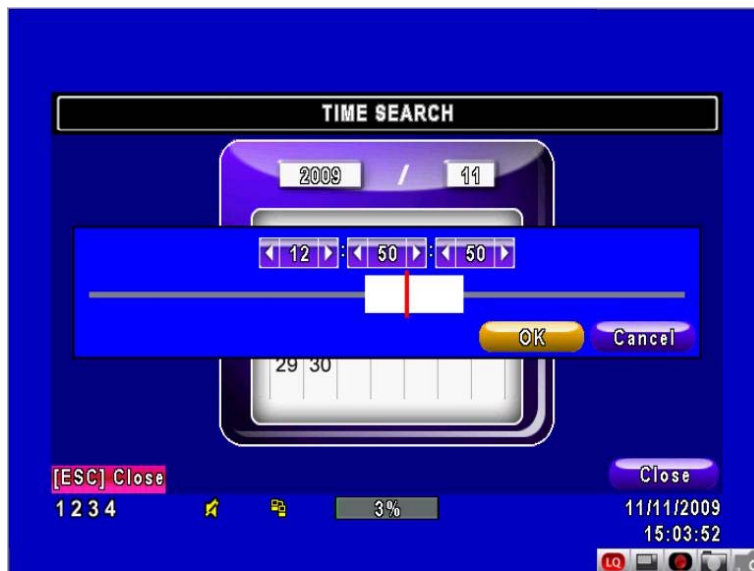 TIME SEARCH
2009 / 11
12 : 50 : 50
OK Cancel
29 30
[ESC] Close Close
1234 3% 11/11/2009
15:03:52
LQ